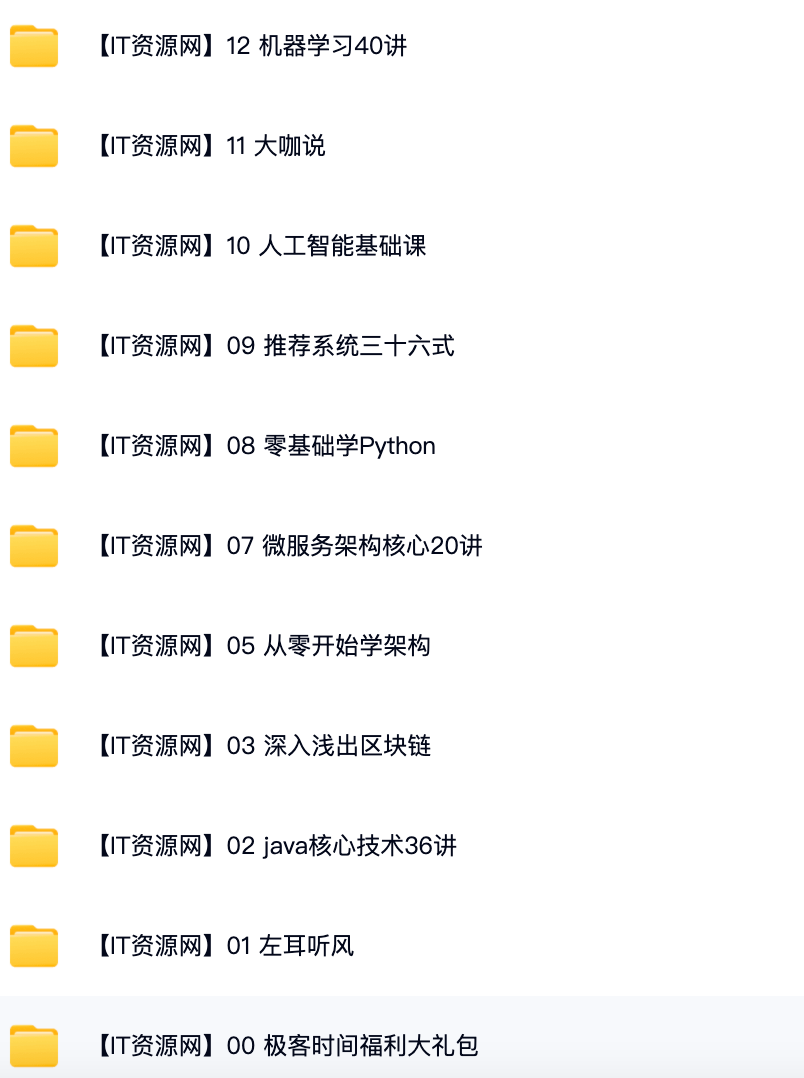 【IT资源网】12 机器学习40讲
【IT资源网】11 大咖说
【IT资源网】10 人工智能基础课
【IT资源网】09 推荐系统三十六式
【IT资源网】08 零基础学Python
【IT资源网】07 微服务架构核心20讲
【IT资源网】05 从零开始学架构
【IT资源网】03 深入浅出区块链
【IT资源网】02 java核心技术36讲
【IT资源网】01 左耳听风
【IT资源网】00 极客时间福利大礼包